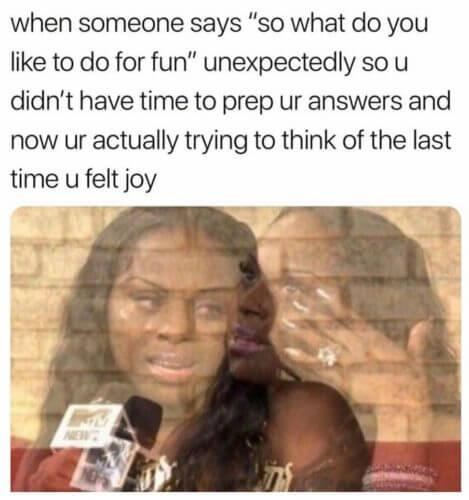 when someone says “so what do you
like to do for fun” unexpectedly so u
didn’t have time to prep ur answers and
now ur actually trying to think of the last
time u felt joy
MTV
NEWS